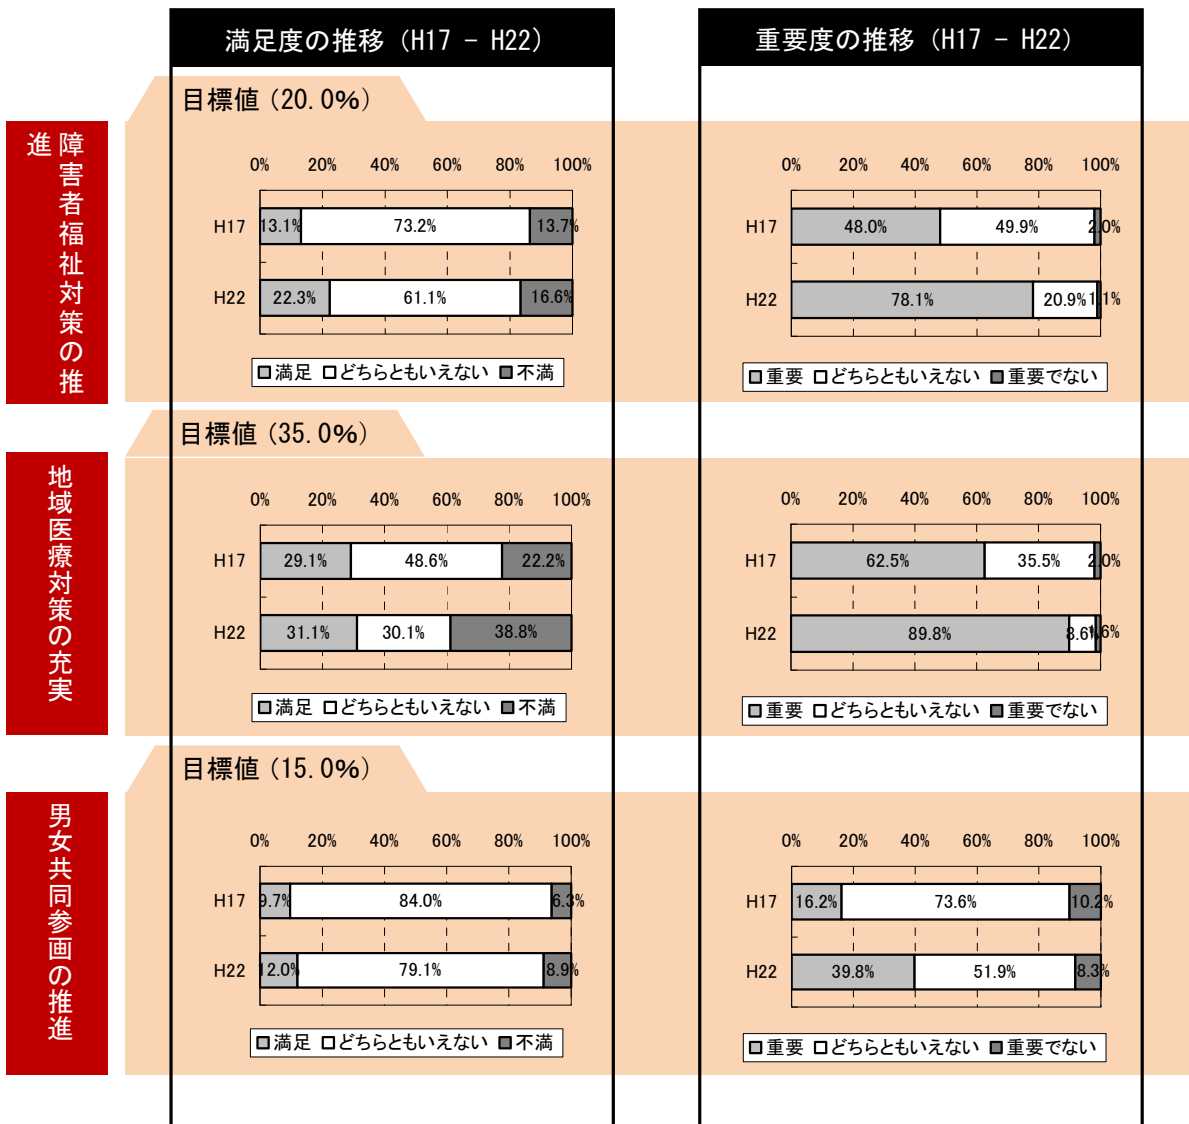 満足度の推移（H17 － H22）
重要度の推移（H17 － H22）
障害者福祉対策の推進
目標値（20.0%）
0% 20% 40% 60% 80% 100%
H17 13.1% 73.2% 13.7%
H22 22.3% 61.1% 16.6%
満足 どちらともいえない 不満
0% 20% 40% 60% 80% 100%
H17 48.0% 49.9% 2.0%
H22 78.1% 20.9% 1.1%
重要 どちらともいえない 重要でない
地域医療対策の充実
目標値（35.0%）
0% 20% 40% 60% 80% 100%
H17 29.1% 48.6% 22.2%
H22 31.1% 30.1% 38.8%
満足 どちらともいえない 不満
0% 20% 40% 60% 80% 100%
H17 62.5% 35.5% 2.0%
H22 89.8% 8.6% 1.6%
重要 どちらともいえない 重要でない
男女共同参画の推進
目標値（15.0%）
0% 20% 40% 60% 80% 100%
H17 9.7% 84.0% 6.3%
H22 12.0% 79.1% 8.9%
満足 どちらともいえない 不満
0% 20% 40% 60% 80% 100%
H17 16.2% 73.6% 10.2%
H22 39.8% 51.9% 8.3%
重要 どちらともいえない 重要でない